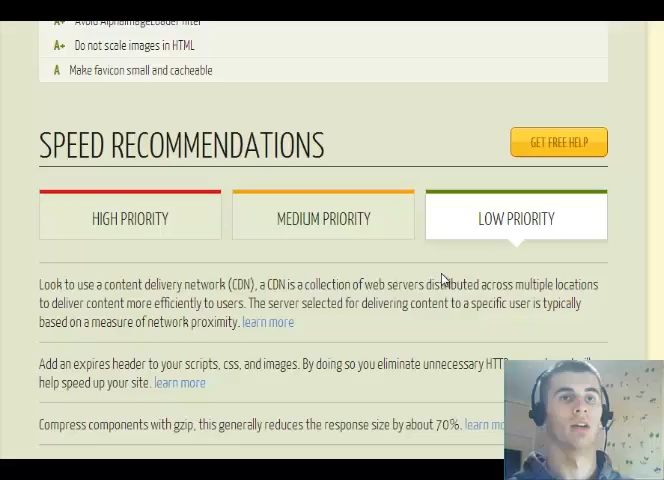 A+ Avoid AlphaImageLoader filter
A+ Do not scale images in HTML
A Make favicon small and cacheable
SPEED RECOMMENDATIONS
GET FREE HELP
HIGH PRIORITY
MEDIUM PRIORITY
LOW PRIORITY
Look to use a content delivery network (CDN), a CDN is a collection of web servers distributed across multiple locations
to deliver content more efficiently to users. The server selected for delivering content to a specific user is typically
based on a measure of network proximity. learn more
Add an expires header to your scripts, css, and images. By doing so you eliminate unnecessary
help speed up your site. learn more
Compress components with gzip, this generally reduces the response size by about 70%. learn